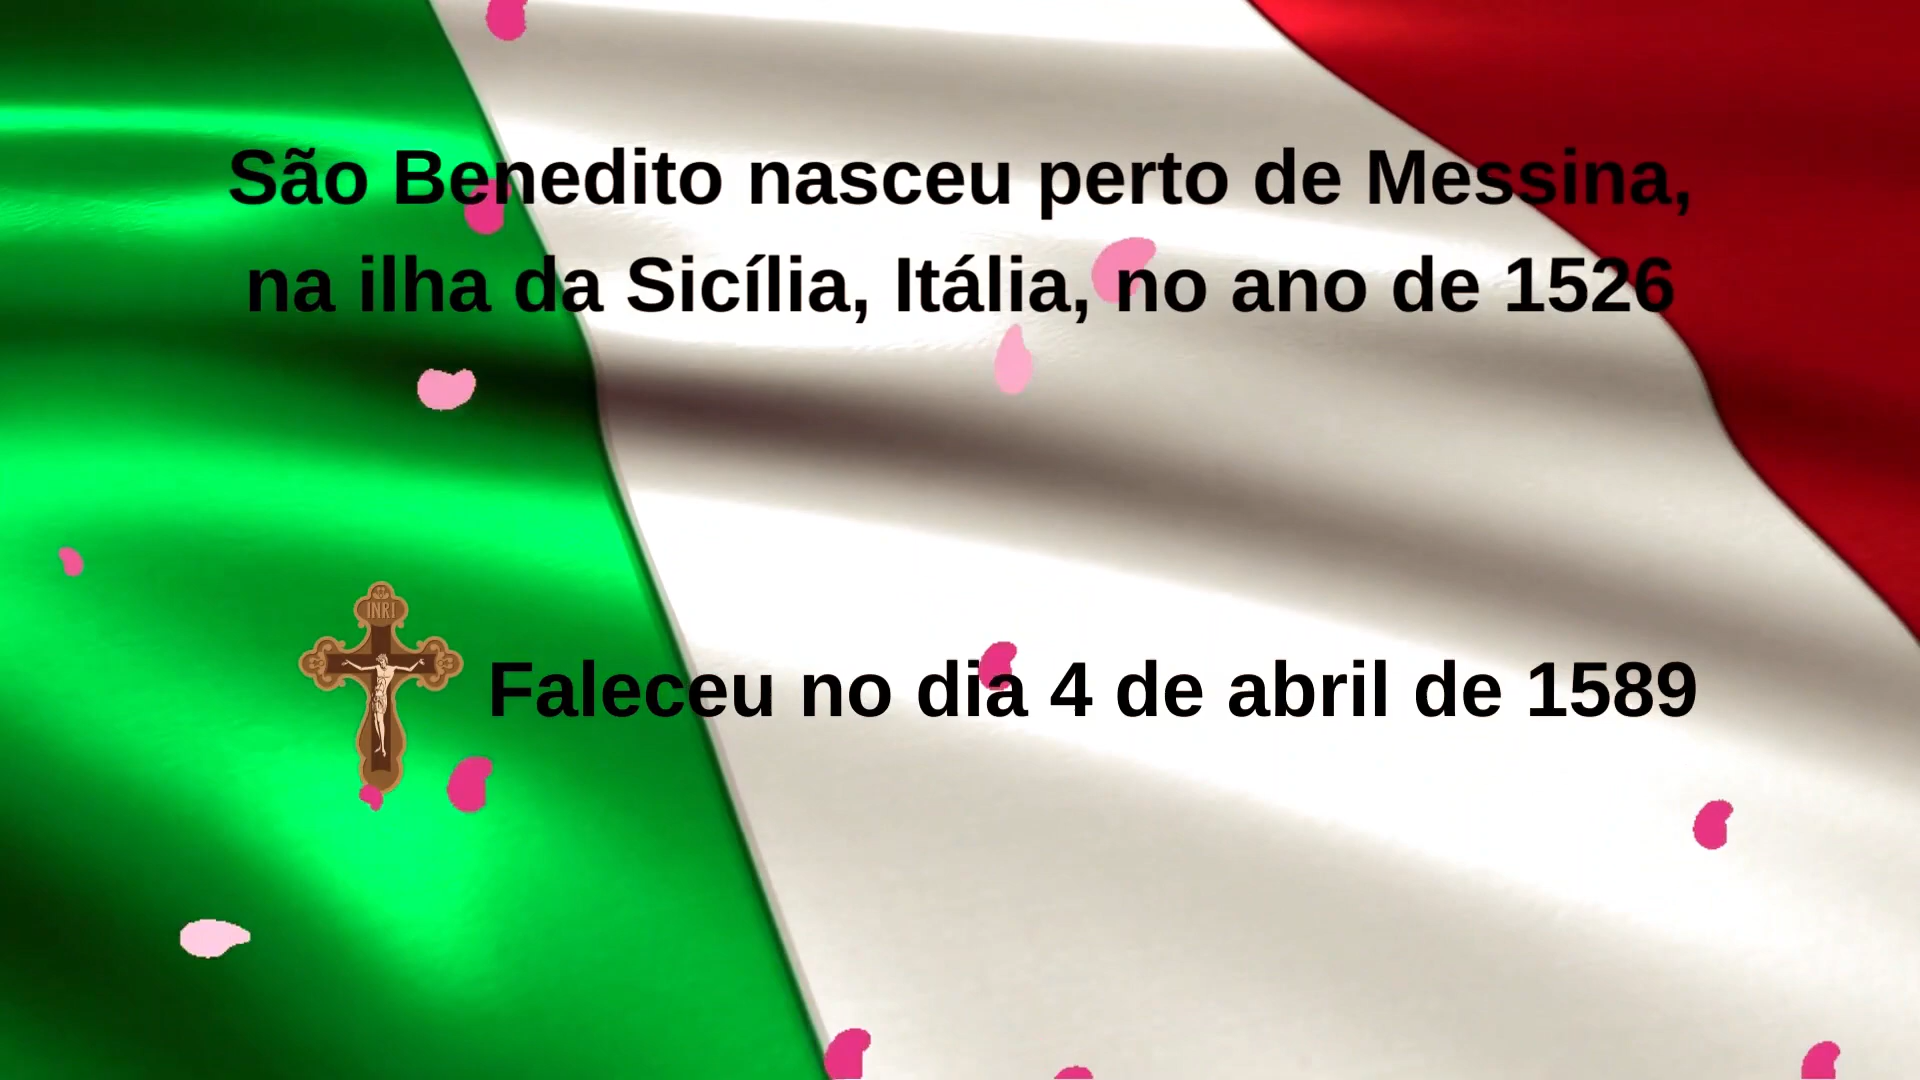 São Benedito nasceu perto de Messina,
na ilha da Sicília, Itália, no ano de 1526
INRI
Faleceu no dia 4 de abril de 1589